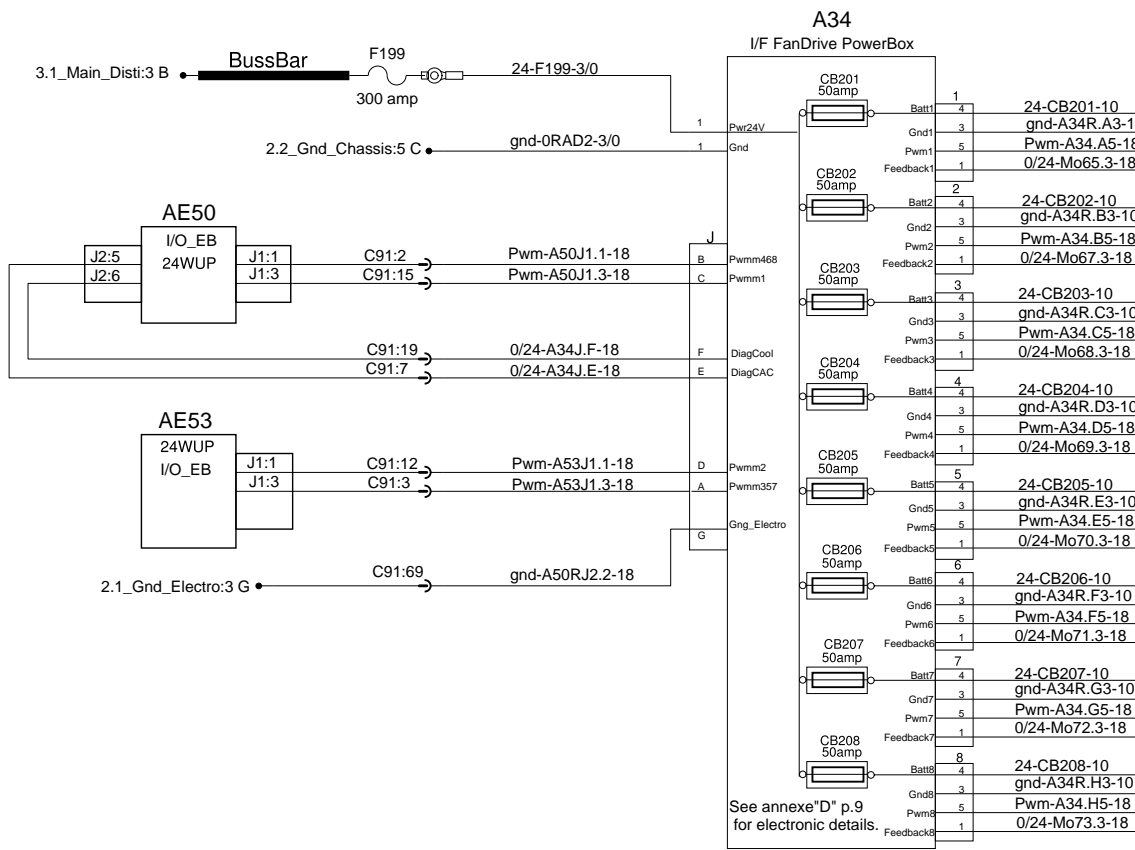 A34
I/F FanDrive PowerBox
3.1_Main_Disti:3 B
BussBar
F199
300 amp
24-F199-3/0
1
Pwr24V
2.2_Gnd_Chassis:5 C
gnd-0RAD2-3/0
1
Gnd
AE50
I/O_EB
24WUP
J2:5
J2:6
J1:1
J1:3
C91:2
Pwm-A50J1.1-18
C91:15
Pwm-A50J1.3-18
J
B
Pwmm468
C
Pwmm1
C91:19
0/24-A34J.F-18
F
DiagCool
C91:7
0/24-A34J.E-18
E
DiagCAC
AE53
24WUP
I/O_EB
J1:1
J1:3
C91:12
Pwm-A53J1.1-18
D
Pwmm2
C91:3
Pwm-A53J1.3-18
A
Pwmm357
Gng_Electro
G
2.1_Gnd_Electro:3 G
C91:69
gnd-A50RJ2.2-18
CB201
50amp
1
Batt1 4 24-CB201-10
Gnd1 3 gnd-A34R.A3-1
Pwm1 5 Pwm-A34.A5-18
Feedback1 1 0/24-Mo65.3-18
CB202
50amp
2
Batt2 4 24-CB202-10
Gnd2 3 gnd-A34R.B3-10
Pwm2 5 Pwm-A34.B5-18
Feedback2 1 0/24-Mo67.3-18
CB203
50amp
3
Batt3 4 24-CB203-10
Gnd3 3 gnd-A34R.C3-10
Pwm3 5 Pwm-A34.C5-18
Feedback3 1 0/24-Mo68.3-18
CB204
50amp
4
Batt4 4 24-CB204-10
Gnd4 3 gnd-A34R.D3-10
Pwm4 5 Pwm-A34.D5-18
Feedback4 1 0/24-Mo69.3-18
CB205
50amp
5
Batt5 4 24-CB205-10
Gnd5 3 gnd-A34R.E3-10
Pwm5 5 Pwm-A34.E5-18
Feedback5 1 0/24-Mo70.3-18
CB206
50amp
6
Batt6 4 24-CB206-10
Gnd6 3 gnd-A34R.F3-10
Pwm6 5 Pwm-A34.F5-18
Feedback6 1 0/24-Mo71.3-18
CB207
50amp
7
Batt7 4 24-CB207-10
Gnd7 3 gnd-A34R.G3-10
Pwm7 5 Pwm-A34.G5-18
Feedback7 1 0/24-Mo72.3-18
CB208
50amp
8
Batt8 4 24-CB208-10
Gnd8 3 gnd-A34R.H3-10
Pwm8 5 Pwm-A34.H5-18
Feedback8 1 0/24-Mo73.3-18
See annexe"D" p.9
for electronic details.